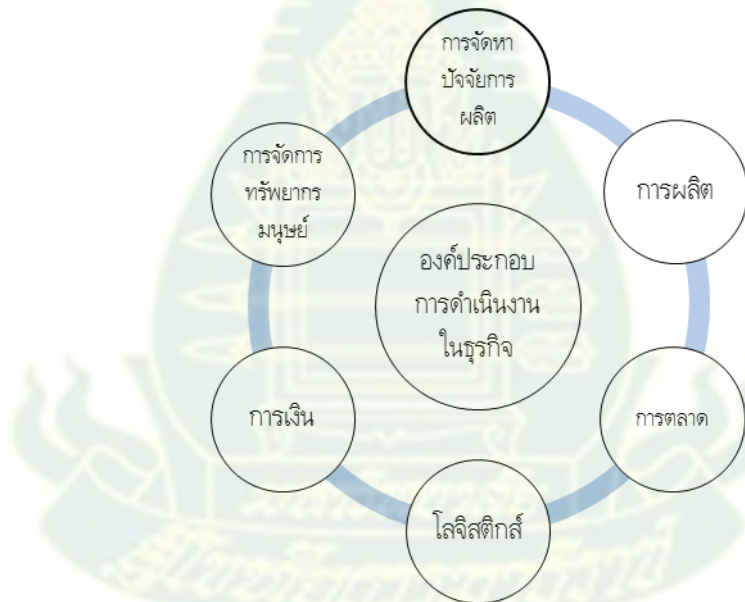 การจัดหา
ปัจจัยการ
ผลิต
การผลิต
การตลาด
โลจิสติกส์
การเงิน
การจัดการ
ทรัพยากร
มนุษย์
องค์ประกอบ
การดำเนินงาน
ในธุรกิจ